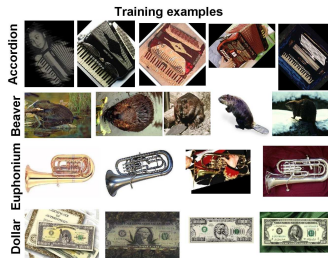 Training examples
Accordion
Beaver
Euphonium
Dollar